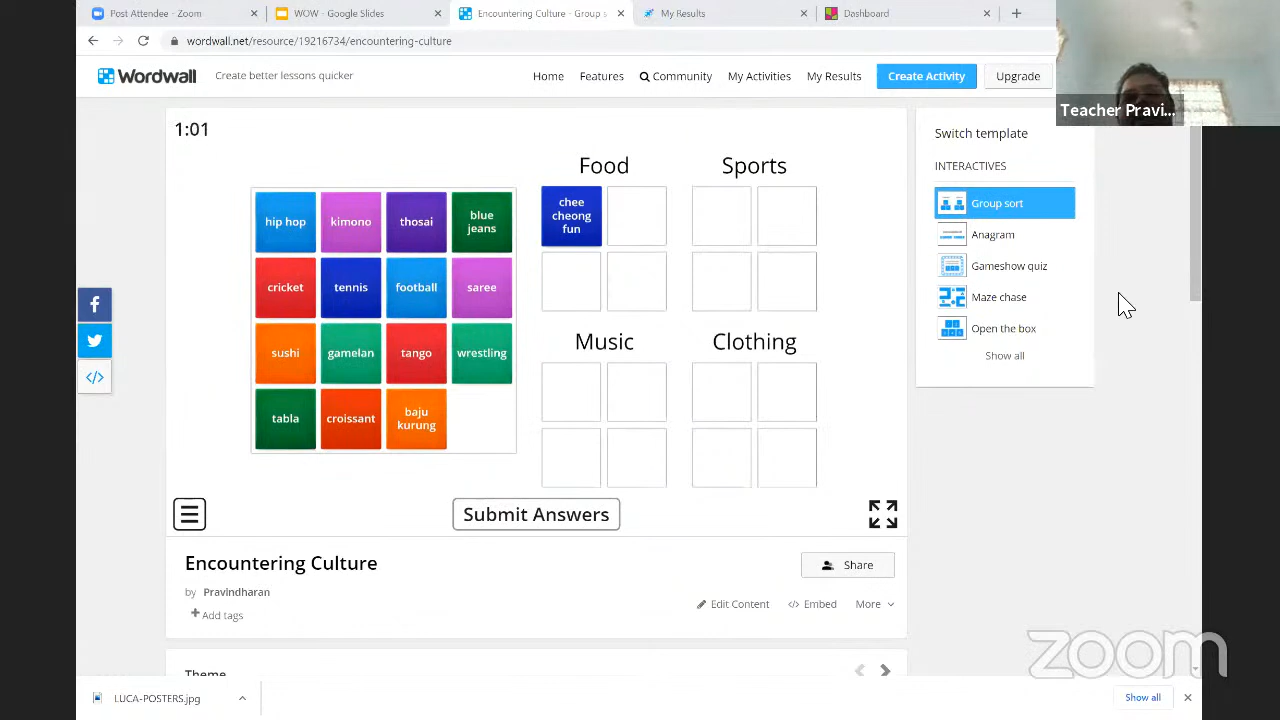 Post Attendee - Zoom
WOW - Google Slides
Encountering Culture - Group s
My Results
Dashboard
wordwall.net/resource/19216734/encountering-culture
Wordwall
Create better lessons quicker
Home
Features
Community
My Activities
My Results
Create Activity
Upgrade
Teacher Pravi...
1:01
Switch template
INTERACTIVES
Group sort
Anagram
Gameshow quiz
Maze chase
Open the box
Show all
hip hop
kimono
thosai
blue
jeans
cricket
tennis
football
saree
sushi
gamelan
tango
wrestling
tabla
croissant
baju
kurung
Food
chee
cheong
fun
Sports
Music
Clothing
Submit Answers
Encountering Culture
by Pravindharan
Add tags
Share
Edit Content
</> Embed
More
Theme
zoom
LUCA-POSTERS.jpg
Show all